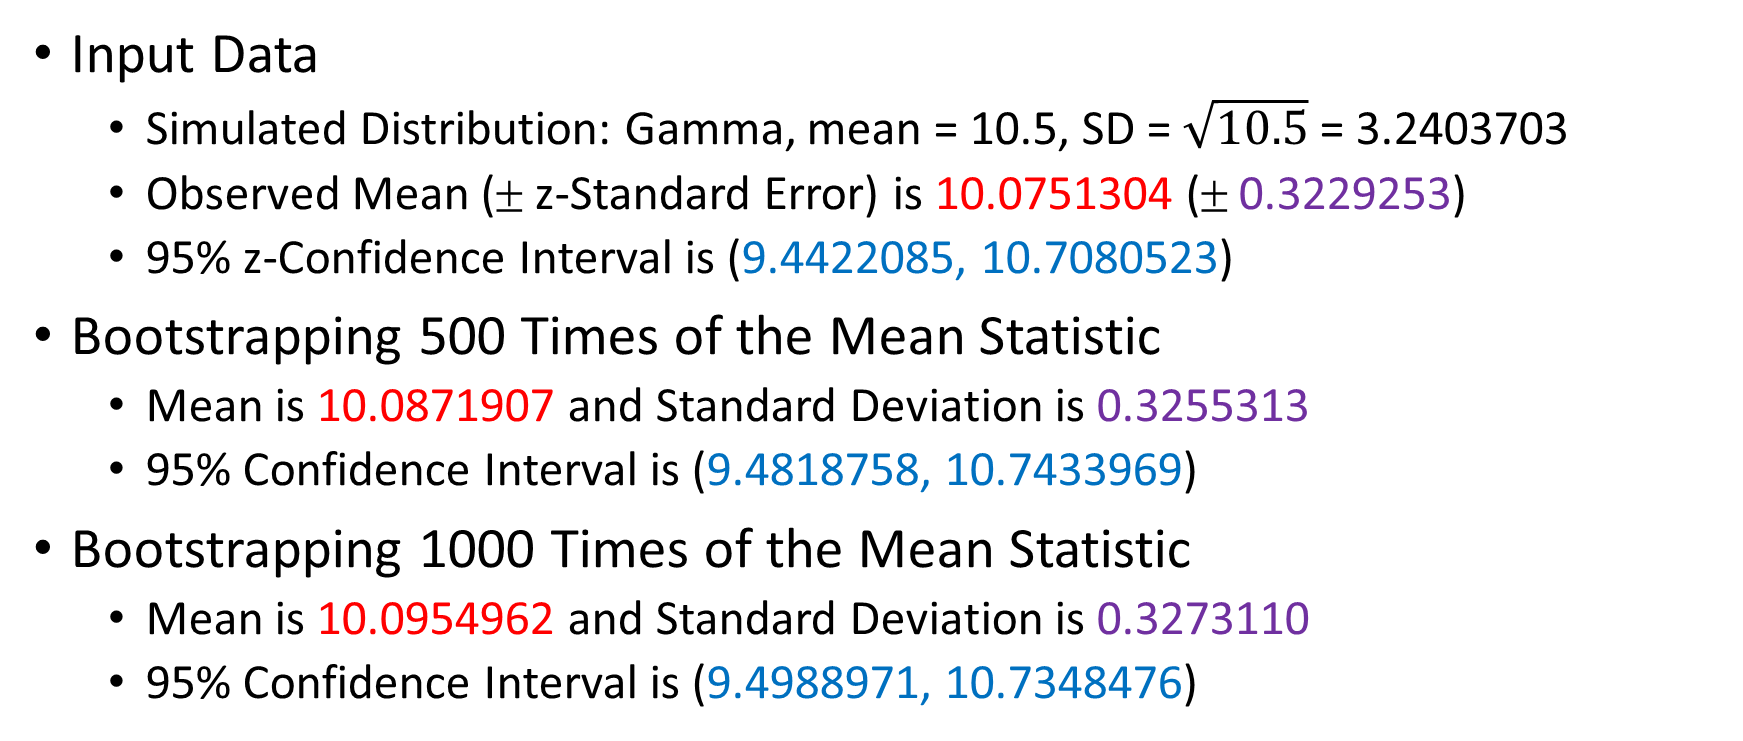 • Input Data
• Simulated Distribution: Gamma, mean = 10.5, SD = √10.5 = 3.2403703
• Observed Mean (± z-Standard Error) is 10.0751304 (± 0.3229253)
• 95% z-Confidence Interval is (9.4422085, 10.7080523)
• Bootstrapping 500 Times of the Mean Statistic
• Mean is 10.0871907 and Standard Deviation is 0.3255313
• 95% Confidence Interval is (9.4818758, 10.7433969)
• Bootstrapping 1000 Times of the Mean Statistic
• Mean is 10.0954962 and Standard Deviation is 0.3273110
• 95% Confidence Interval is (9.4988971, 10.7348476)